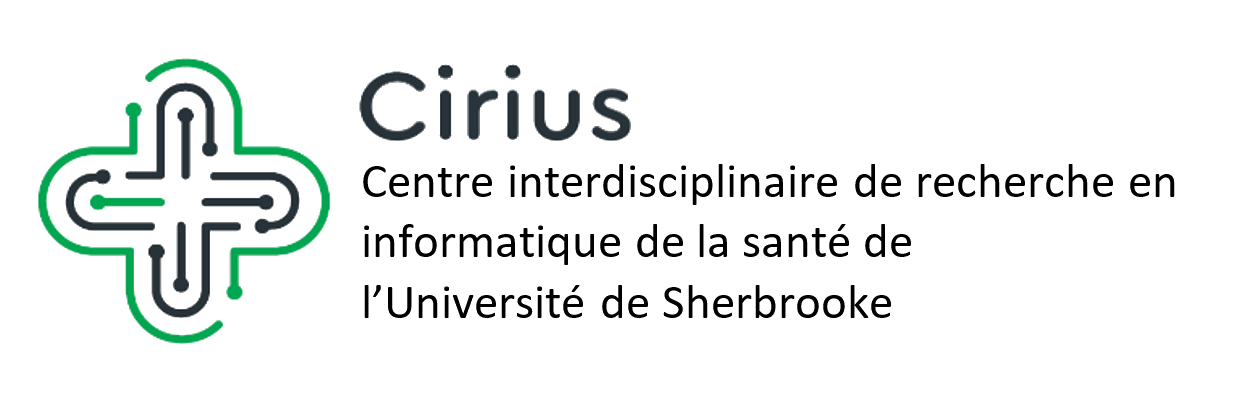 Cirius
Centre interdisciplinaire de recherche en
informatique de la santé de
l’Université de Sherbrooke